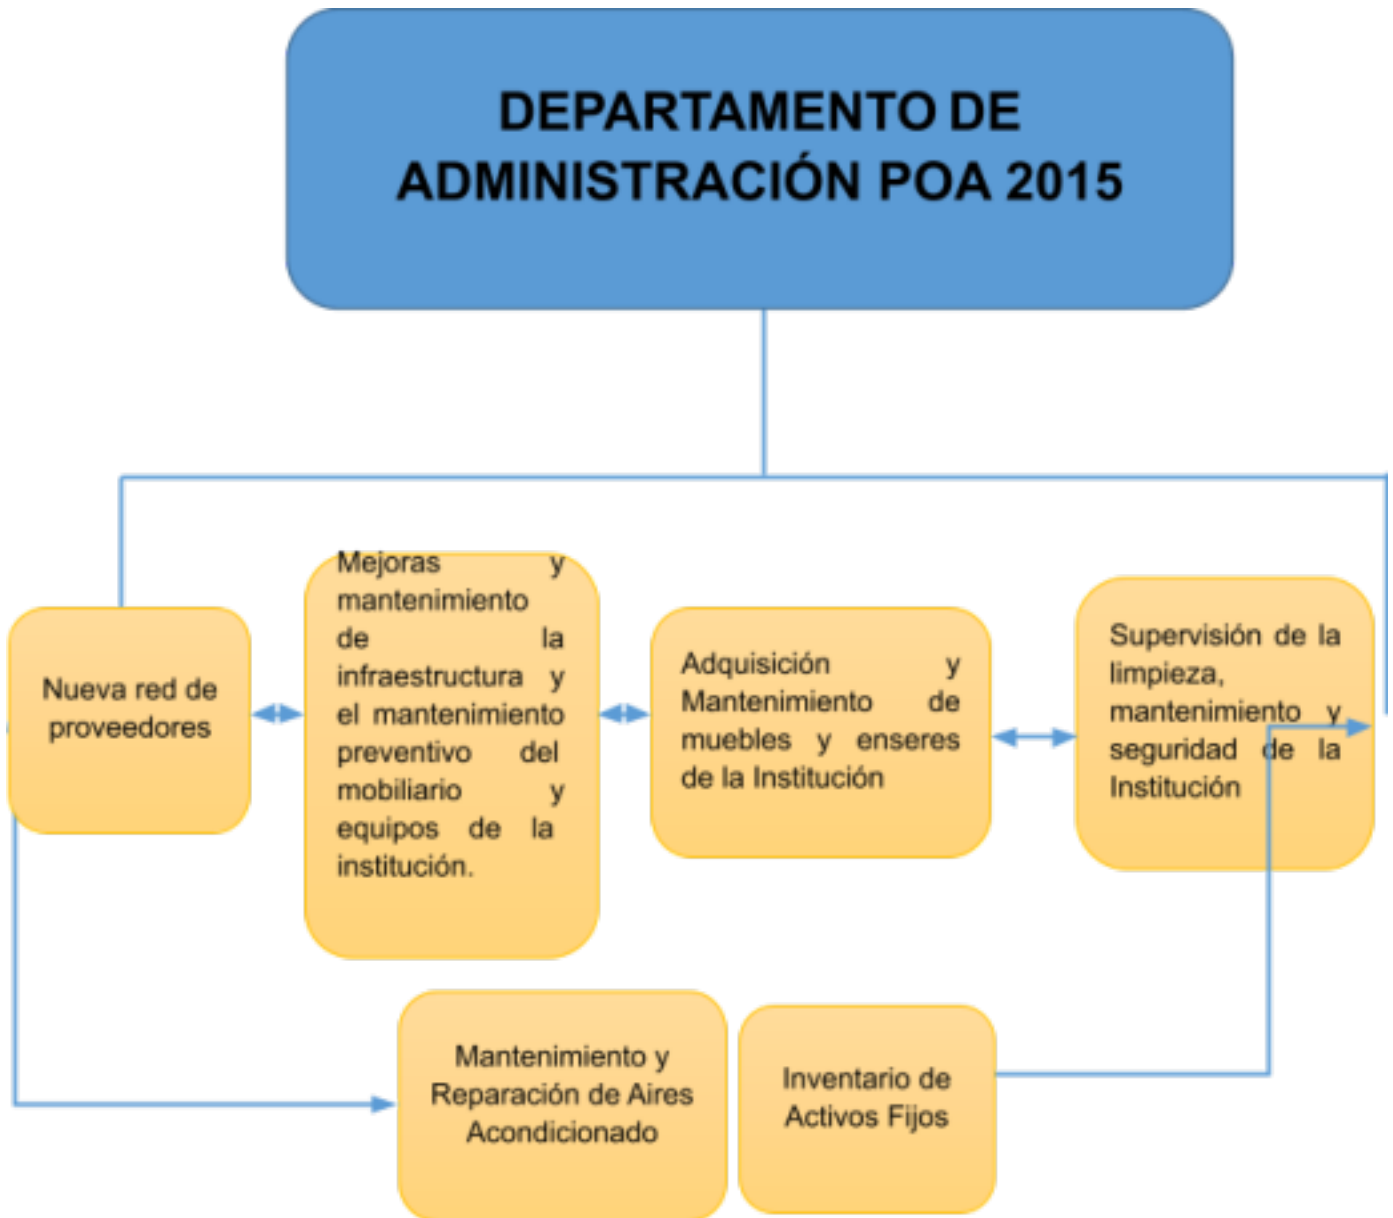 DEPARTAMENTO DE
ADMINISTRACIÓN POA 2015
Nueva red de
proveedores
Mejoras y
mantenimiento
de la
infraestructura y
el mantenimiento
preventivo del
mobiliario y
equipos de la
institución.
Adquisición y
Mantenimiento de
muebles y enseres
de la Institución
Supervisión de la
limpieza,
mantenimiento y
seguridad de la
Institución
Mantenimiento y
Reparación de Aires
Acondicionado
Inventario de
Activos Fijos